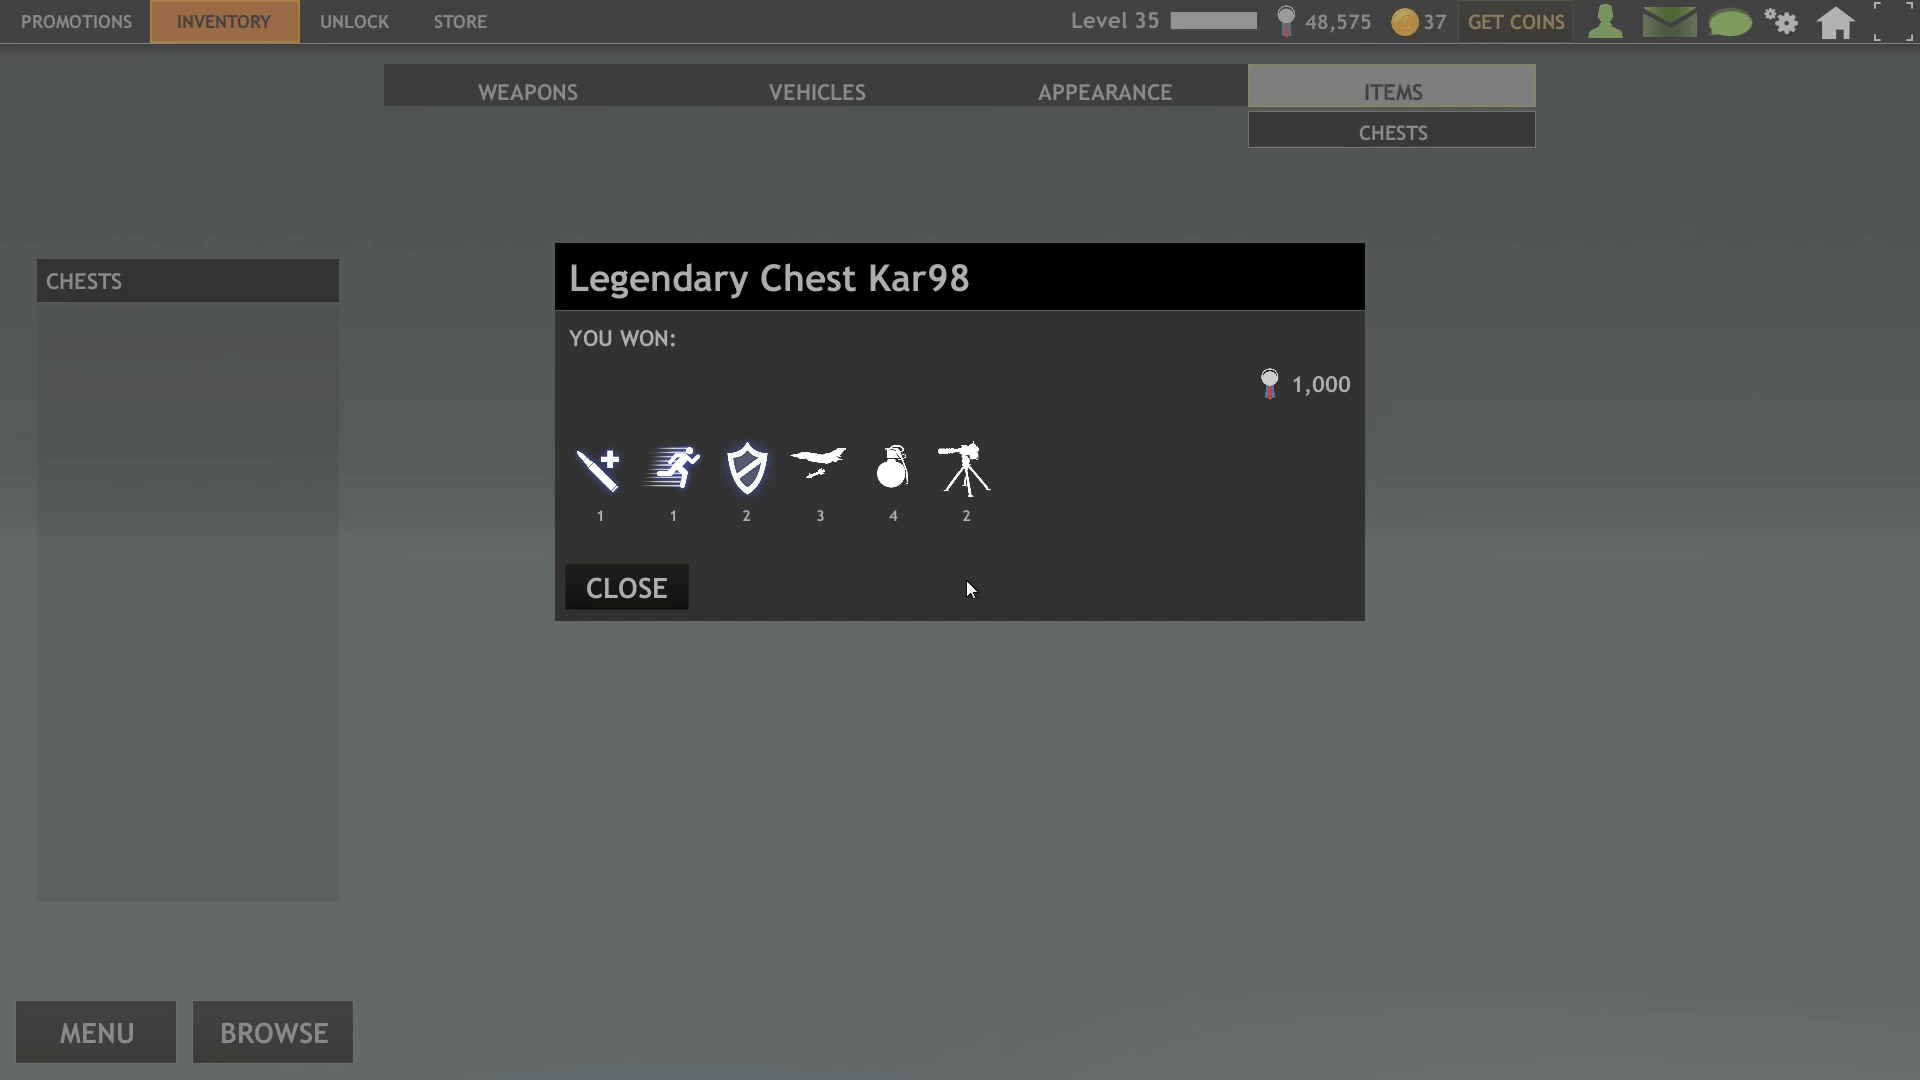 PROMOTIONS INVENTORY UNLOCK STORE Level 35 48,575 37 GET COINS
WEAPONS VEHICLES APPEARANCE ITEMS
CHESTS
CHESTS
Legendary Chest Kar98
YOU WON:
1,000
1 1 2 3 4 2
CLOSE
MENU BROWSE